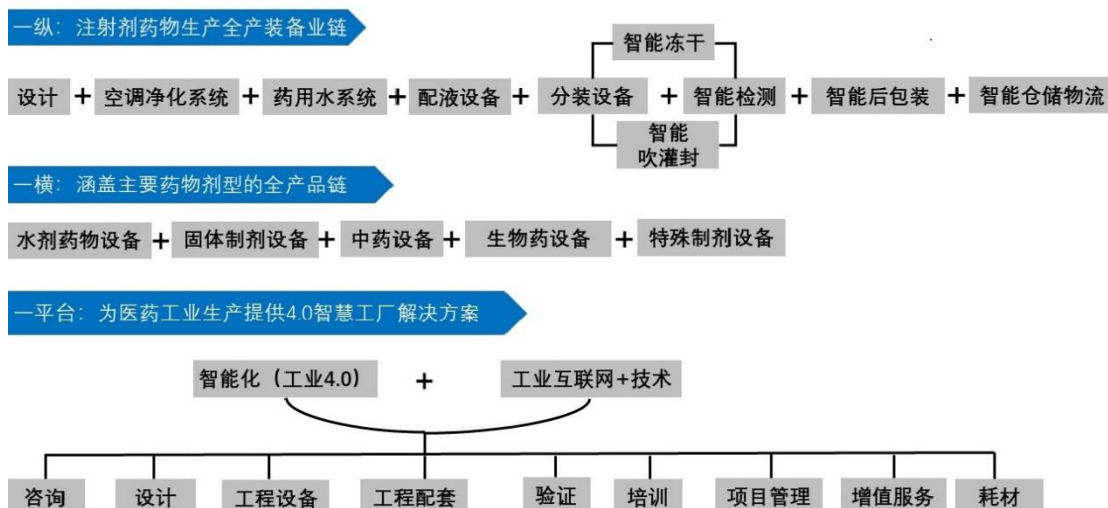 一纵：注射剂药物生产全产装备业链
智能冻干
设计 + 空调净化系统 + 药用水系统 + 配液设备 + 分装设备 + 智能检测 + 智能后包装 + 智能仓储物流
智能
吹灌封
一横：涵盖主要药物剂型的全产品链
水剂药物设备 + 固体制剂设备 + 中药设备 + 生物药设备 + 特殊制剂设备
一平台：为医药工业生产提供4.0智慧工厂解决方案
智能化（工业4.0） + 工业互联网+技术
咨询 设计 工程设备 工程配套 验证 培训 项目管理 增值服务 耗材